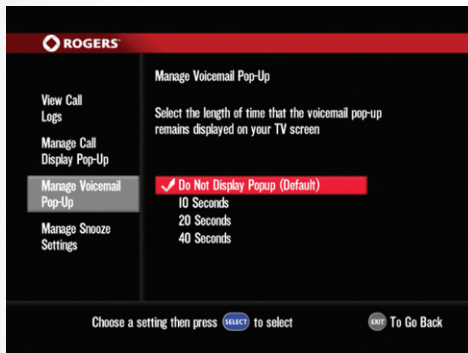 ROGERS
Manage Voicemail Pop-Up
View Call
Logs
Select the length of time that the voicemail pop-up
remains displayed on your TV screen
Manage Call
Display Pop-Up
Manage Voicemail
Pop-Up
Do Not Display Popup (Default)
10 Seconds
20 Seconds
40 Seconds
Manage Snooze
Settings
Choose a setting then press SELECT to select
EXIT To Go Back